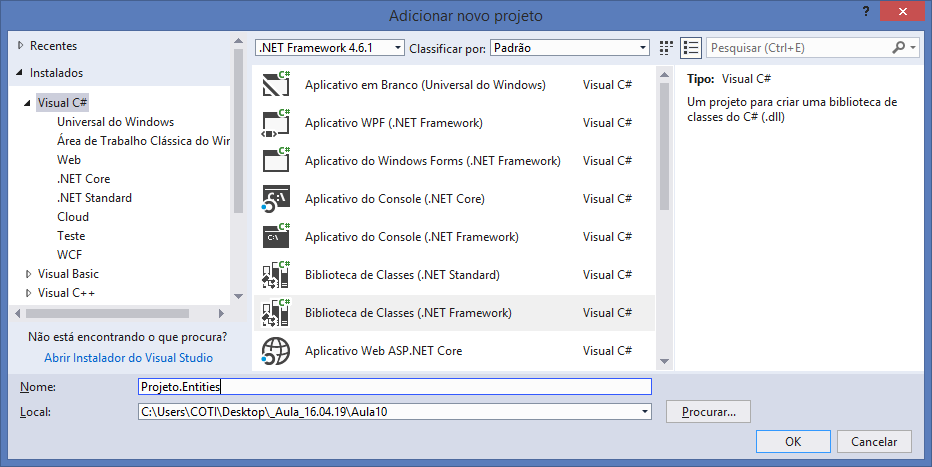 Adicionar novo projeto
?
Recentes
Instalados
Visual C#
Universal do Windows
Área de Trabalho Clássica do Wir
Web
.NET Core
.NET Standard
Cloud
Teste
WCF
Visual Basic
Visual C++
Não está encontrando o que procura?
Abrir Instalador do Visual Studio
.NET Framework 4.6.1
Classificar por: Padrão
Pesquisar (Ctrl+E)
Aplicativo em Branco (Universal do Windows) Visual C#
Aplicativo WPF (.NET Framework) Visual C#
Aplicativo do Windows Forms (.NET Framework) Visual C#
Aplicativo do Console (.NET Core) Visual C#
Aplicativo do Console (.NET Framework) Visual C#
Biblioteca de Classes (.NET Standard) Visual C#
Biblioteca de Classes (.NET Framework) Visual C#
Aplicativo Web ASP.NET Core Visual C#
Tipo: Visual C#
Um projeto para criar uma biblioteca de
classes do C# (.dll)
Nome: Projeto.Entities
Local: C:\Users\COTI\Desktop\_Aula_16.04.19\Aula10
Procurar...
OK Cancelar